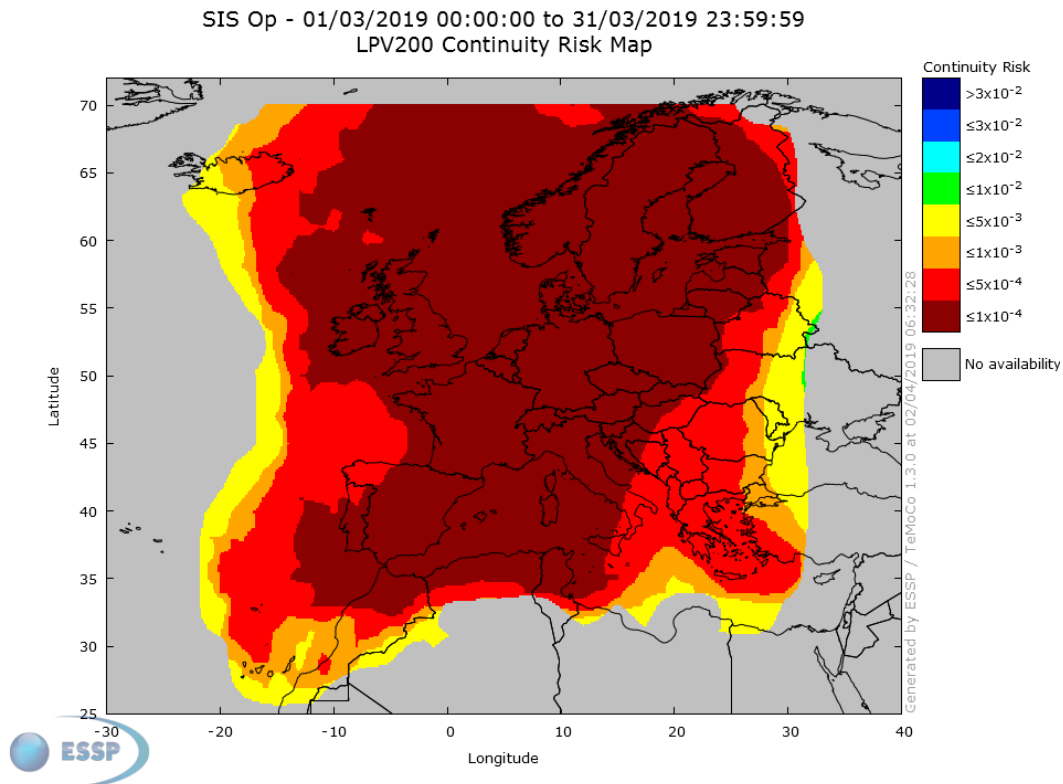 SIS Op - 01/03/2019 00:00:00 to 31/03/2019 23:59:59
LPV200 Continuity Risk Map
Continuity Risk
>3x10⁻²
≤3x10⁻²
≤2x10⁻²
≤1x10⁻²
≤5x10⁻³
≤1x10⁻³
≤5x10⁻⁴
≤1x10⁻⁴
No availability
Latitude
70
65
60
55
50
45
40
35
30
25
-30
-20
-10
0
10
20
30
40
Longitude
Generated by ESSP / TeMoCo 1.3.0 at 02/04/2019 06:32:28
ESSP